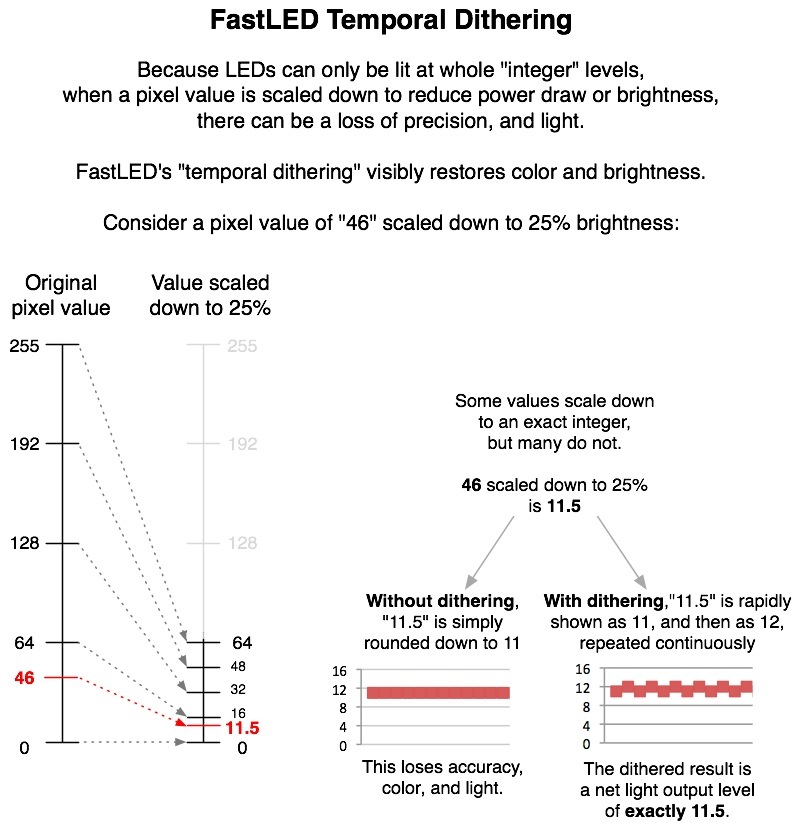 FastLED Temporal Dithering
Because LEDs can only be lit at whole "integer" levels,
when a pixel value is scaled down to reduce power draw or brightness,
there can be a loss of precision, and light.
FastLED's "temporal dithering" visibly restores color and brightness.
Consider a pixel value of "46" scaled down to 25% brightness:
Original
pixel value
255
192
128
64
46
0
Value scaled
down to 25%
255
192
128
64
48
32
16
11.5
0
Some values scale down
to an exact integer,
but many do not.
46 scaled down to 25%
is 11.5
Without dithering,
"11.5" is simply
rounded down to 11
16
12
8
4
0
This loses accuracy,
color, and light.
With dithering,"11.5" is rapidly
shown as 11, and then as 12,
repeated continuously
16
12
8
4
0
The dithered result is
a net light output level
of exactly 11.5.